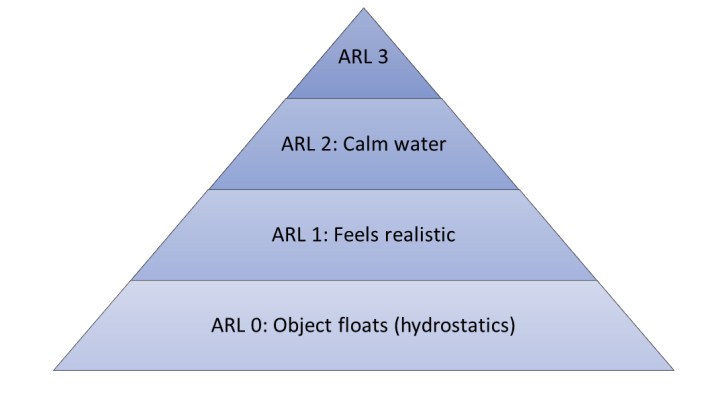 ARL 3
ARL 2: Calm water
ARL 1: Feels realistic
ARL 0: Object floats (hydrostatics)